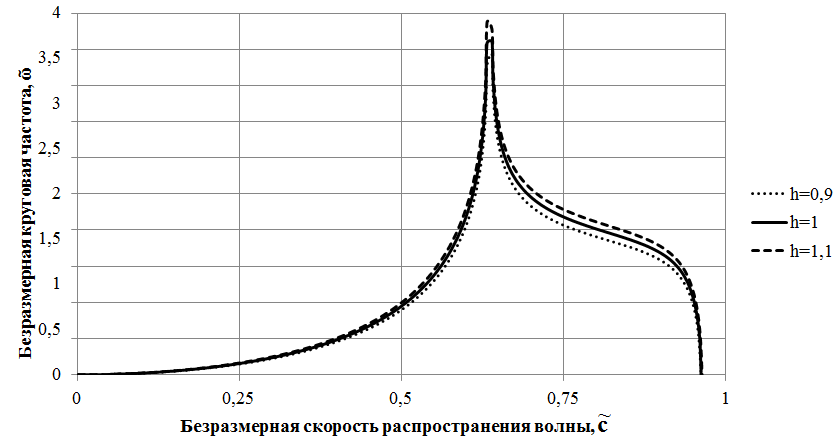 4
3,5
3
2,5
2
1,5
1
0,5
0
Безразмерная круговая частота, ω̃
0 0,25 0,5 0,75 1
Безразмерная скорость распространения волны, c̃
h=0,9
h=1
h=1,1